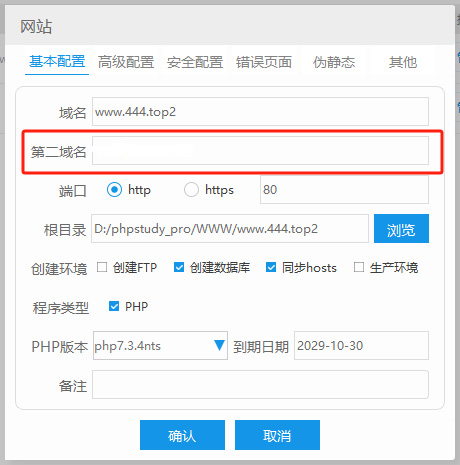 网站
基本配置 高级配置 安全配置 错误页面 伪静态 其他
域名 www.444.top2
第二域名
端口 http https 80
根目录 D:/phpstudy_pro/WWW/www.444.top2 浏览
创建环境 创建FTP 创建数据库 同步hosts 生产环境
程序类型 PHP
PHP版本 php7.3.4nts 到期日期 2029-10-30
备注
确认 取消